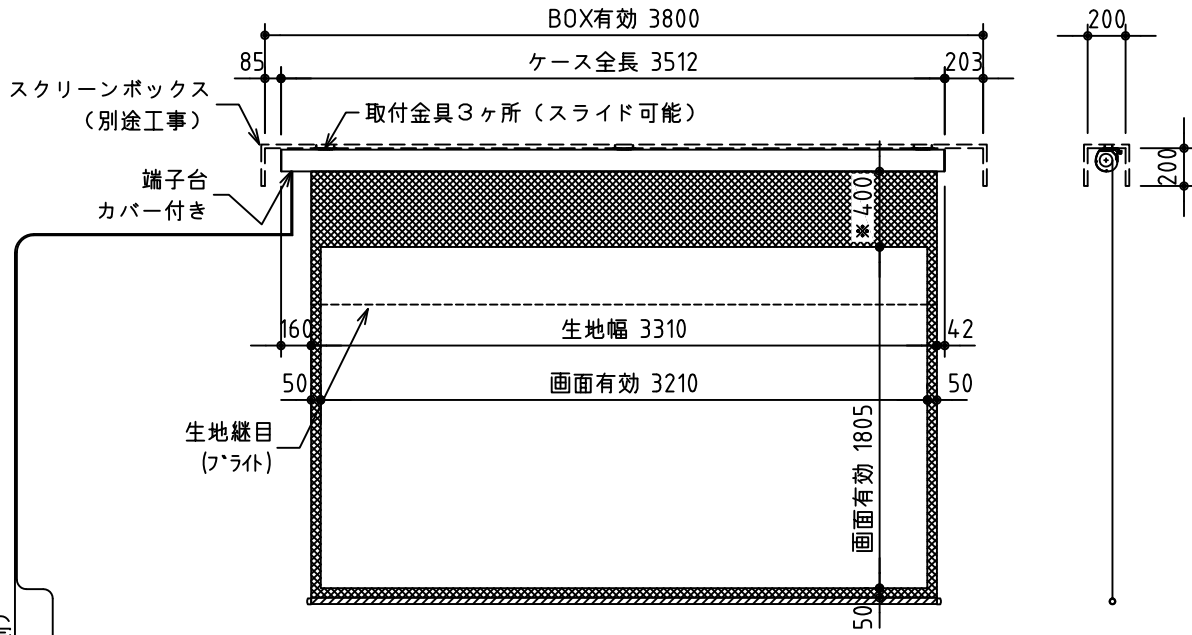 BOX有効 3800
200
85
ケース全長 3512
203
スクリーンボックス
（別途工事）
取付金具3ヶ所（スライド可能）
200
端子台
カバー付き
※400
160
生地幅 3310
42
50
画面有効 3210
50
生地継目
(ﾌﾞﾗｲﾄ)
画面有効 1805
50